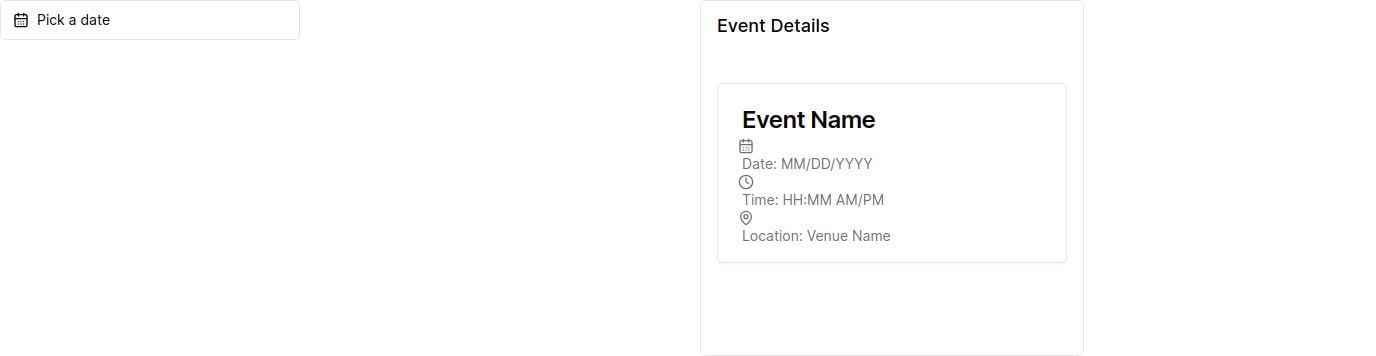 Pick a date
Event Details
Event Name
Date: MM/DD/YYYY
Time: HH:MM AM/PM
Location: Venue Name